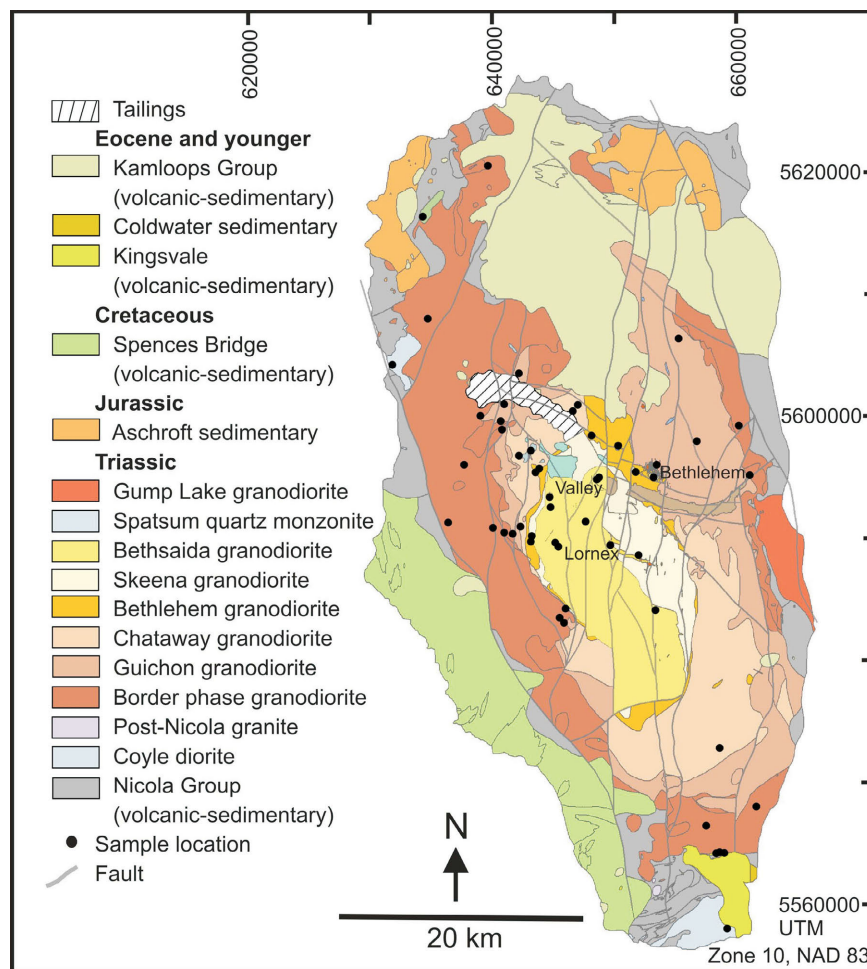 620000
640000
660000
Tailings
Eocene and younger
Kamloops Group
(volcanic-sedimentary)
Coldwater sedimentary
Kingsvale
(volcanic-sedimentary)
Cretaceous
Spences Bridge
(volcanic-sedimentary)
Jurassic
Aschroft sedimentary
Triassic
Gump Lake granodiorite
Spatsum quartz monzonite
Bethsaida granodiorite
Skeena granodiorite
Bethlehem granodiorite
Chataway granodiorite
Guichon granodiorite
Border phase granodiorite
Post-Nicola granite
Coyle diorite
Nicola Group
(volcanic-sedimentary)
Sample location
Fault
N
20 km
5620000
5600000
Bethlehem
Valley
Lornex
5560000
UTM
Zone 10, NAD 83